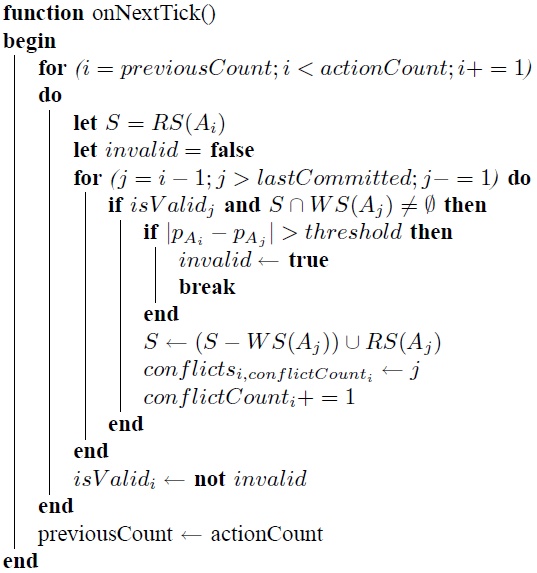 function onNextTick()
begin
for (i = previousCount; i < actionCount; i+ = 1)
do
let S = RS(A_i)
let invalid = false
for (j = i − 1; j > lastCommitted; j− = 1) do
if isValid_j and S ∩ WS(A_j) ≠ ∅ then
if |p_{A_i} − p_{A_j}| > threshold then
invalid ← true
break
end
S ← (S − WS(A_j)) ∪ RS(A_j)
conflicts_{i,conflictCount_i} ← j
conflictCount_i+ = 1
end
end
isValid_i ← not invalid
end
previousCount ← actionCount
end